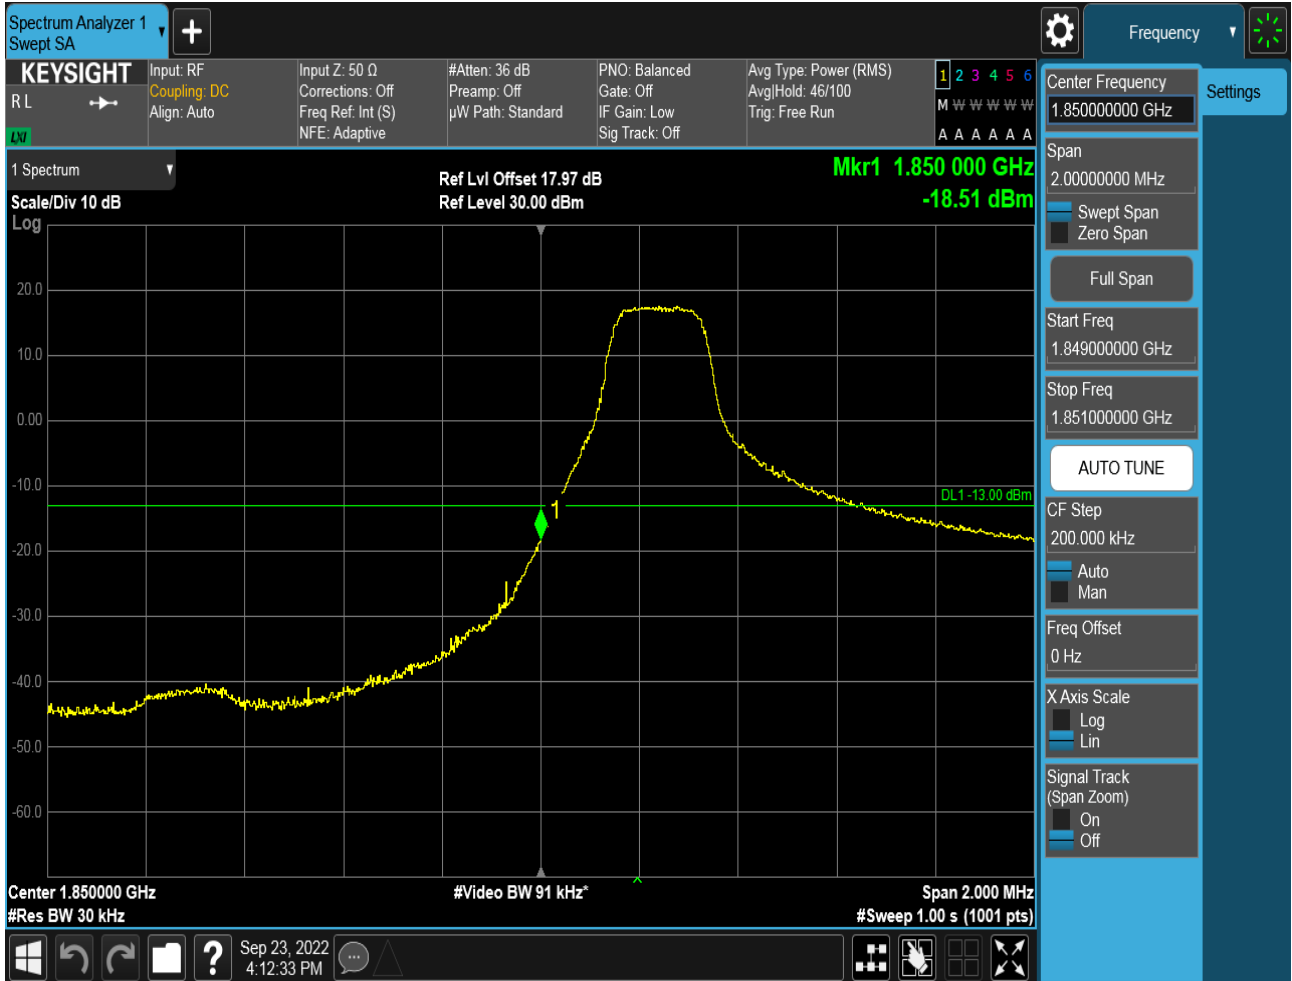 Spectrum Analyzer 1
Swept SA
Frequency
KEYSIGHT
R L
LXI
Input: RF
Coupling: DC
Align: Auto
Input Z: 50 Ω
Corrections: Off
Freq Ref: Int (S)
NFE: Adaptive
#Atten: 36 dB
Preamp: Off
µW Path: Standard
PNO: Balanced
Gate: Off
IF Gain: Low
Sig Track: Off
Avg Type: Power (RMS)
Avg|Hold: 46/100
Trig: Free Run
1 2 3 4 5 6
M W W W W W
A A A A A A
1 Spectrum
Scale/Div 10 dB
Log
Ref Lvl Offset 17.97 dB
Ref Level 30.00 dBm
Mkr1 1.850 000 GHz
-18.51 dBm
20.0
10.0
0.00
-10.0
-20.0
-30.0
-40.0
-50.0
-60.0
DL1 -13.00 dBm
1
Center 1.850000 GHz
#Res BW 30 kHz
#Video BW 91 kHz*
Span 2.000 MHz
#Sweep 1.00 s (1001 pts)
Center Frequency
1.850000000 GHz
Settings
Span
2.00000000 MHz
Swept Span
Zero Span
Full Span
Start Freq
1.849000000 GHz
Stop Freq
1.851000000 GHz
AUTO TUNE
CF Step
200.000 kHz
Auto
Man
Freq Offset
0 Hz
X Axis Scale
Log
Lin
Signal Track
(Span Zoom)
On
Off
?
Sep 23, 2022
4:12:33 PM